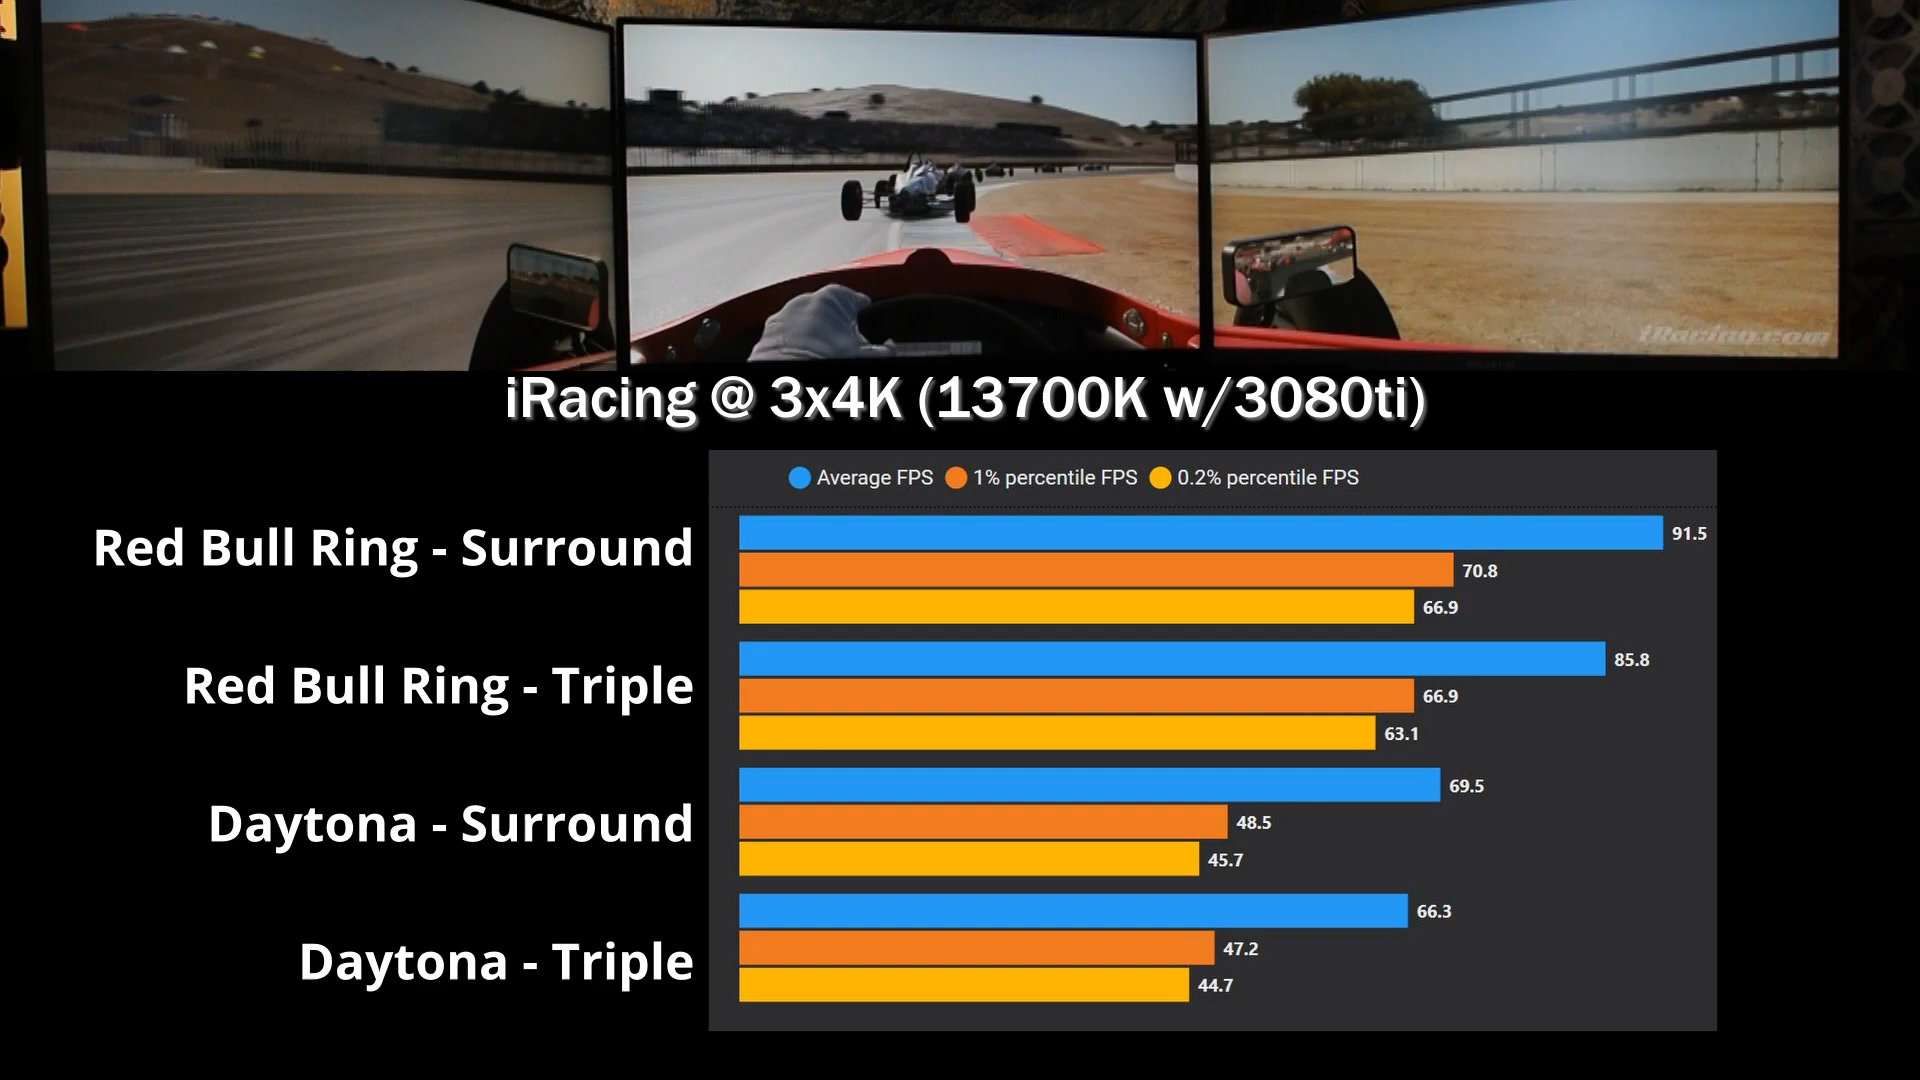 iRacing.com
iRacing @ 3x4K (13700K w/3080ti)
Average FPS 1% percentile FPS 0.2% percentile FPS
Red Bull Ring - Surround
91.5
70.8
66.9
Red Bull Ring - Triple
85.8
66.9
63.1
Daytona - Surround
69.5
48.5
45.7
Daytona - Triple
66.3
47.2
44.7